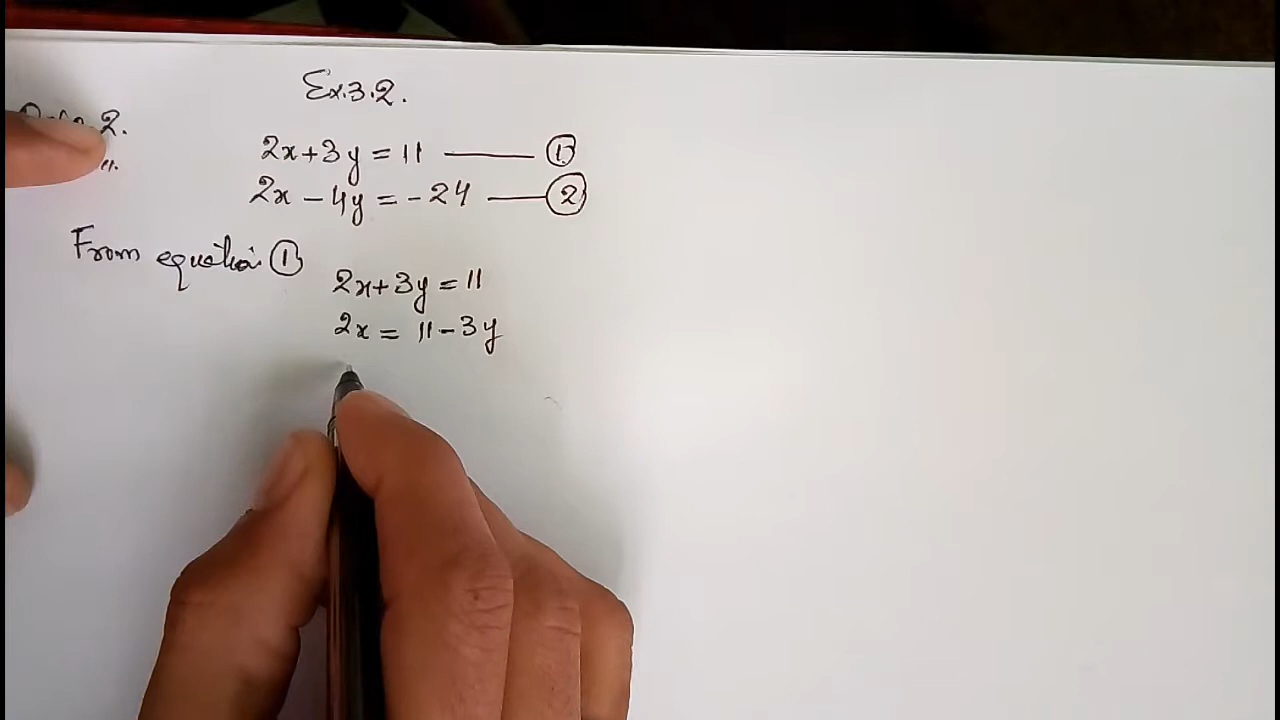 Ex.3.2.
2.
2x+3y = 11 ——— ①
2x - 4y = - 24 —— ②
From equation ①
2x+3y = 11
2x = 11 - 3y